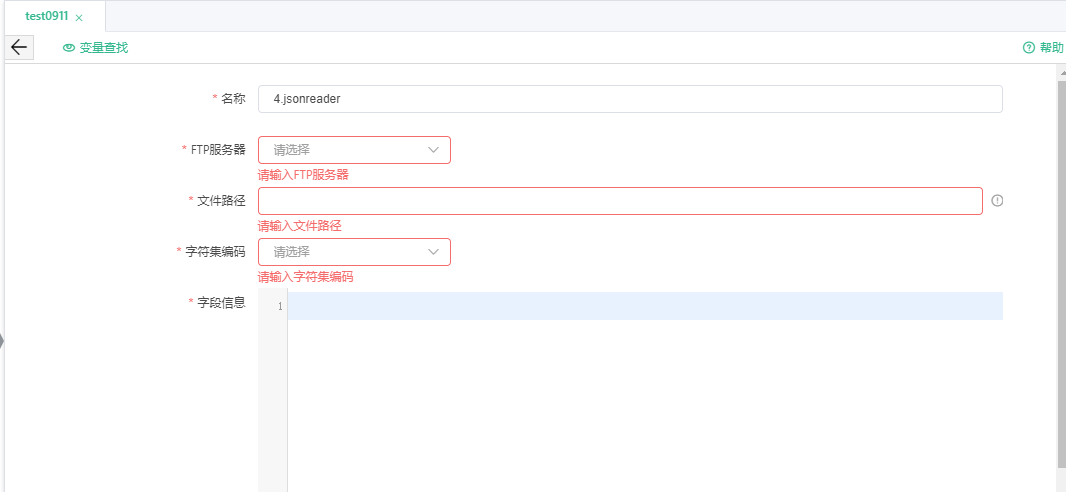 test0911
变量查找
帮助
* 名称
4.jsonreader
* FTP服务器
请选择
请输入FTP服务器
* 文件路径
请输入文件路径
* 字符集编码
请选择
请输入字符集编码
* 字段信息
1